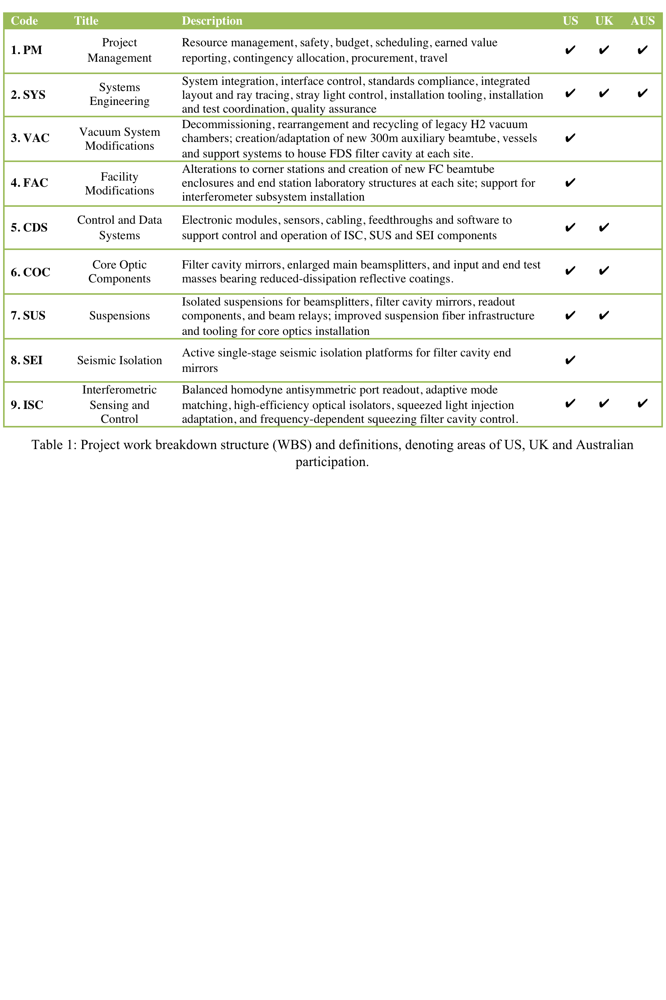 Code Title Description US UK AUS
1. PM Project Management Resource management, safety, budget, scheduling, earned value reporting, contingency allocation, procurement, travel ✔ ✔ ✔
2. SYS Systems Engineering System integration, interface control, standards compliance, integrated layout and ray tracing, stray light control, installation tooling, installation and test coordination, quality assurance ✔ ✔ ✔
3. VAC Vacuum System Modifications Decommissioning, rearrangement and recycling of legacy H2 vacuum chambers; creation/adaptation of new 300m auxiliary beamtube, vessels and support systems to house FDS filter cavity at each site. ✔
4. FAC Facility Modifications Alterations to corner stations and creation of new FC beamtube enclosures and end station laboratory structures at each site; support for interferometer subsystem installation ✔
5. CDS Control and Data Systems Electronic modules, sensors, cabling, feedthroughs and software to support control and operation of ISC, SUS and SEI components ✔ ✔
6. COC Core Optic Components Filter cavity mirrors, enlarged main beamsplitters, and input and end test masses bearing reduced-dissipation reflective coatings. ✔ ✔
7. SUS Suspensions Isolated suspensions for beamsplitters, filter cavity mirrors, readout components, and beam relays; improved suspension fiber infrastructure and tooling for core optics installation ✔ ✔
8. SEI Seismic Isolation Active single-stage seismic isolation platforms for filter cavity end mirrors ✔
9. ISC Interferometric Sensing and Control Balanced homodyne antisymmetric port readout, adaptive mode matching, high-efficiency optical isolators, squeezed light injection adaptation, and frequency-dependent squeezing filter cavity control. ✔ ✔ ✔
Table 1: Project work breakdown structure (WBS) and definitions, denoting areas of US, UK and Australian
participation.